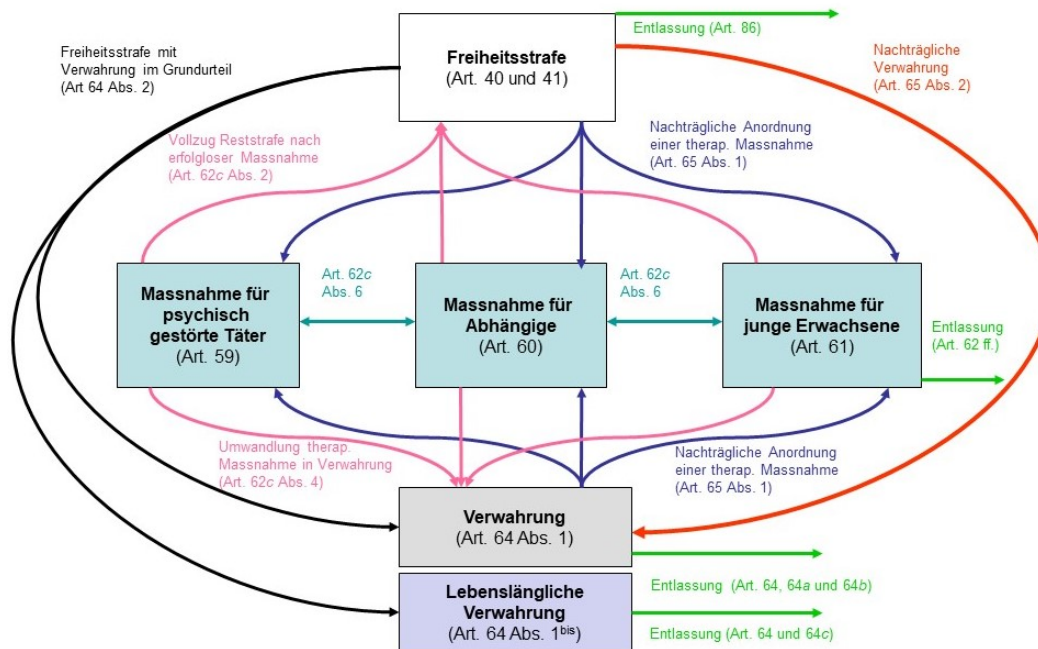 Entlassung (Art. 86)
Freiheitsstrafe mit
Verwahrung im Grundurteil
(Art 64 Abs. 2)
Freiheitsstrafe
(Art. 40 und 41)
Nachträgliche
Verwahrung
(Art. 65 Abs. 2)
Vollzug Reststrafe nach
erfolgloser Massnahme
(Art. 62c Abs. 2)
Nachträgliche Anordnung
einer therap. Massnahme
(Art. 65 Abs. 1)
Massnahme für
psychisch
gestörte Täter
(Art. 59)
Art. 62c
Abs. 6
Massnahme für
Abhängige
(Art. 60)
Art. 62c
Abs. 6
Massnahme für
junge Erwachsene
(Art. 61)
Entlassung
(Art. 62 ff.)
Umwandlung therap.
Massnahme in Verwahrung
(Art. 62c Abs. 4)
Nachträgliche Anordnung
einer therap. Massnahme
(Art. 65 Abs. 1)
Verwahrung
(Art. 64 Abs. 1)
Entlassung (Art. 64, 64a und 64b)
Lebenslängliche
Verwahrung
(Art. 64 Abs. 1bis)
Entlassung (Art. 64 und 64c)